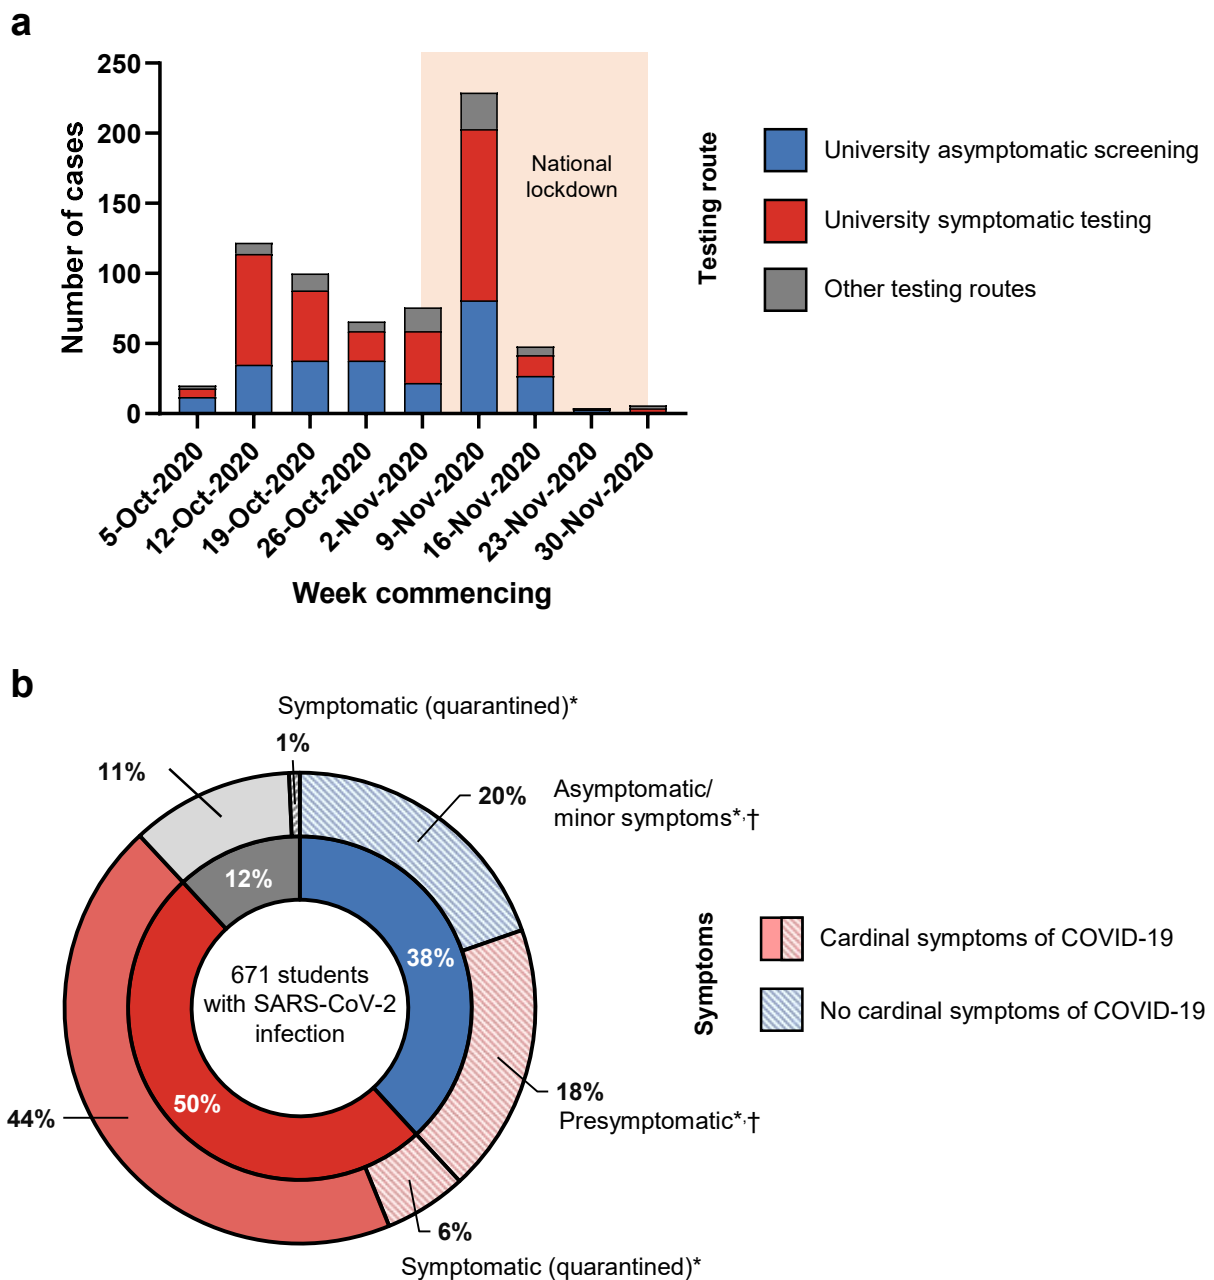 a
250
200
150
100
50
0
Number of cases
National
lockdown
5-Oct-2020
12-Oct-2020
19-Oct-2020
26-Oct-2020
2-Nov-2020
9-Nov-2020
16-Nov-2020
23-Nov-2020
30-Nov-2020
Week commencing
Testing route
University asymptomatic screening
University symptomatic testing
Other testing routes
b
Symptomatic (quarantined)*
1%
11%
20%
Asymptomatic/
minor symptoms*,†
12%
38%
671 students
with SARS-CoV-2
infection
50%
44%
18%
Presymptomatic*,†
6%
Symptomatic (quarantined)*
Symptoms
Cardinal symptoms of COVID-19
No cardinal symptoms of COVID-19